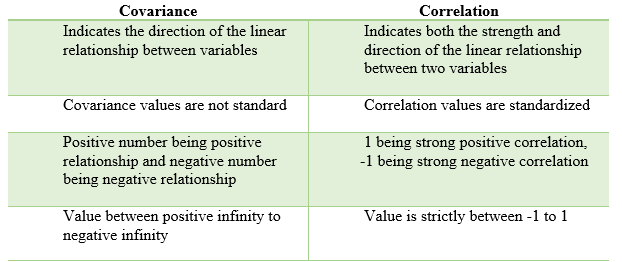 Covariance
Correlation
Indicates the direction of the linear
relationship between variables
Indicates both the strength and
direction of the linear relationship
between two variables
Covariance values are not standard
Correlation values are standardized
Positive number being positive
relationship and negative number
being negative relationship
1 being strong positive correlation,
-1 being strong negative correlation
Value between positive infinity to
negative infinity
Value is strictly between -1 to 1